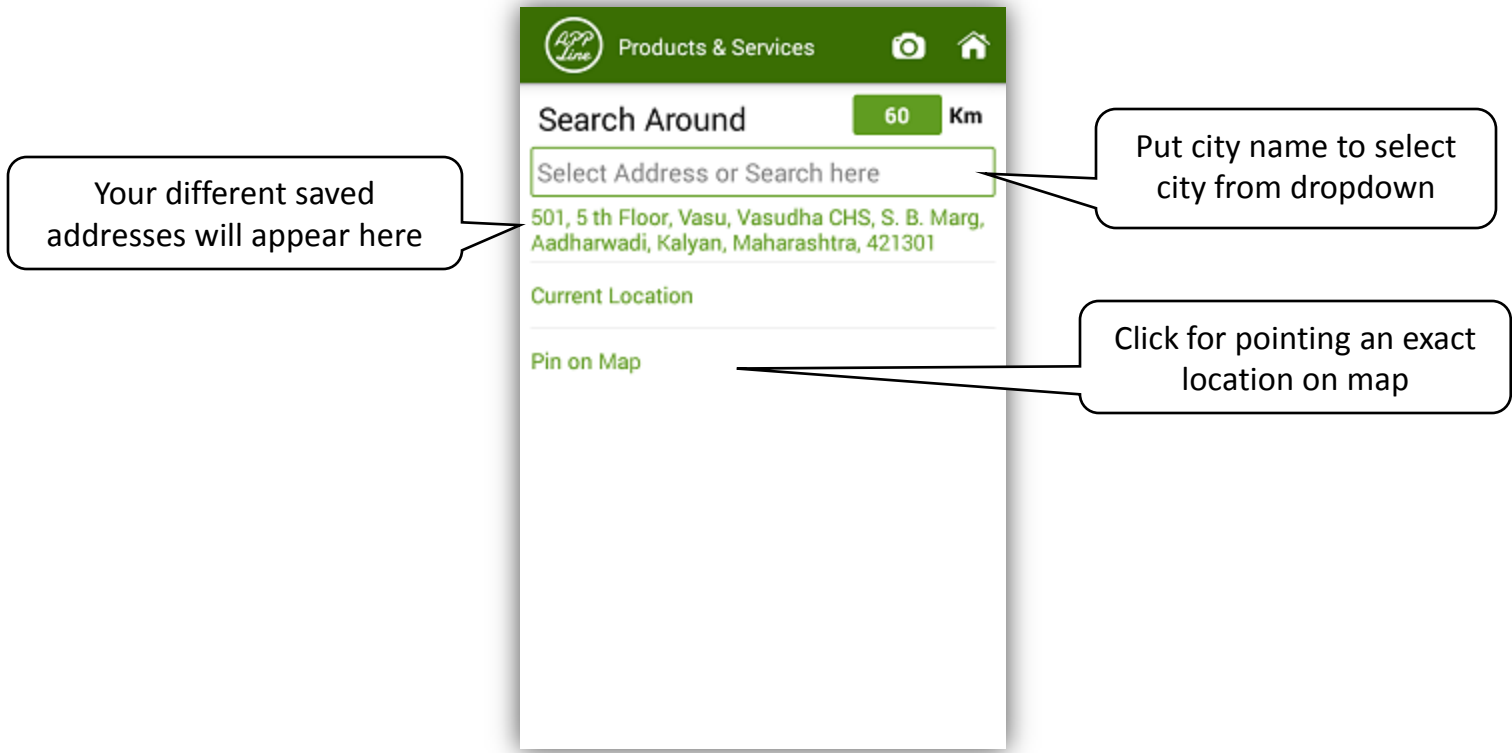 APP
Line
Products & Services
Search Around
60
Km
Select Address or Search here
501, 5 th Floor, Vasu, Vasudha CHS, S. B. Marg,
Aadharwadi, Kalyan, Maharashtra, 421301
Current Location
Pin on Map
Your different saved
addresses will appear here
Put city name to select
city from dropdown
Click for pointing an exact
location on map